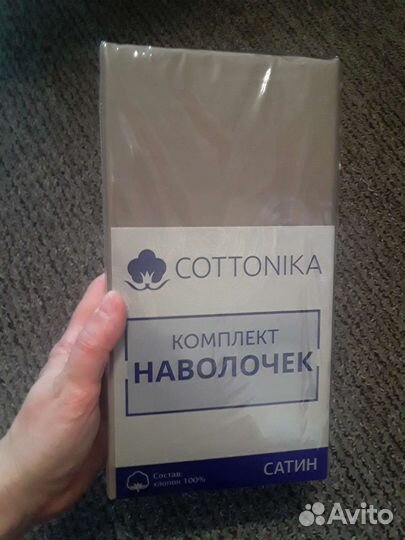 COTTONIKA
КОМПЛЕКТ
НАВОЛОЧЕК
Состав:
хлопок 100%
САТИН
Avito